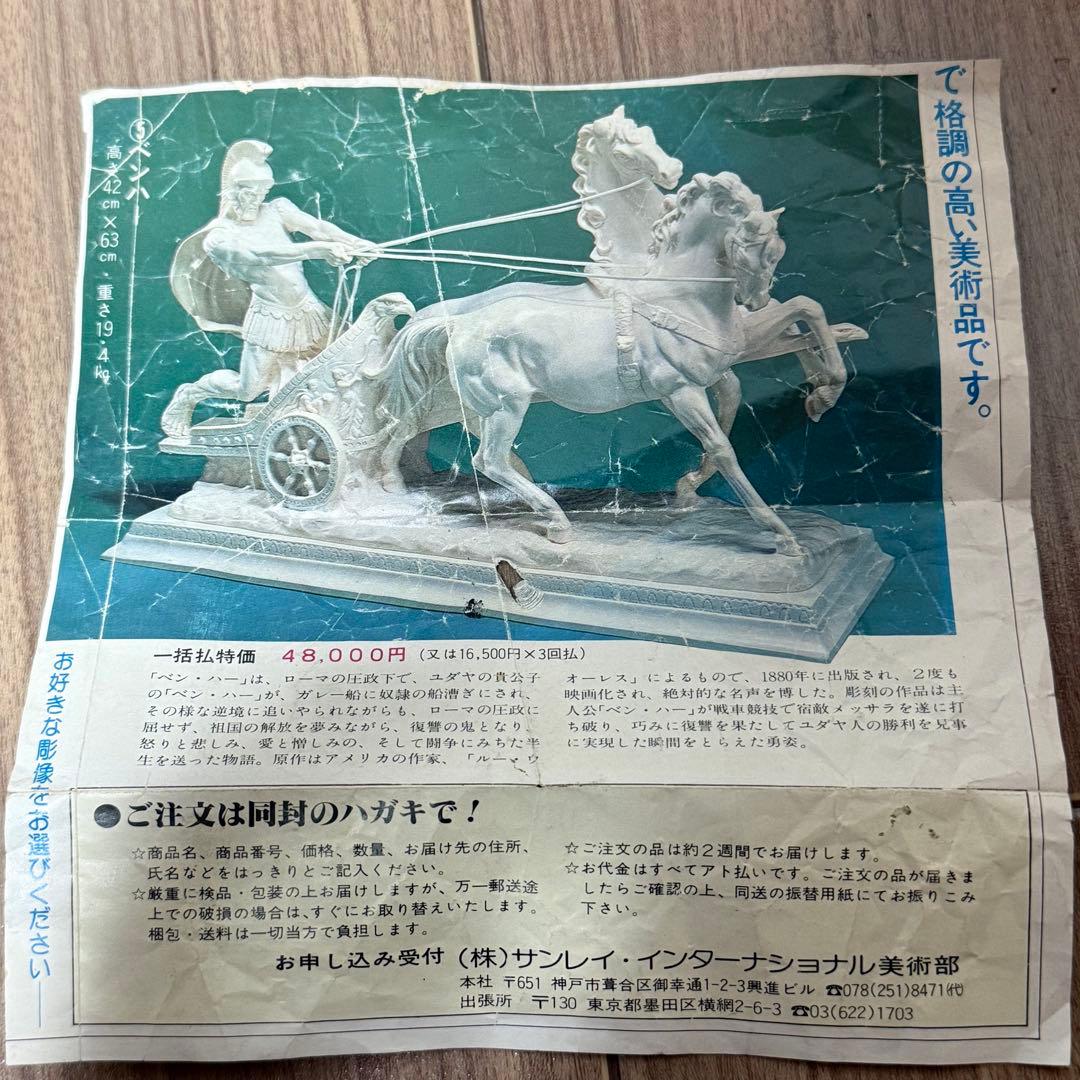 で格調の高い美術品です。
⑤ベンハ
高さ42cm×63cm・重さ19.4kg
一括払特価 48,000円 (又は16,500円×3回払)
「ベン・ハー」は、ローマの圧政下で、ユダヤの貴公子
の「ベン・ハー」が、ガレー船に奴隷の船漕ぎにされ、
その様な逆境に追いやられながらも、ローマの圧政に
屈せず、祖国の解放を夢みながら、復讐の鬼となり、
怒りと悲しみ、愛と憎しみの、そして闘争にみちた半
生を送った物語。原作はアメリカの作家、「ルー・ウ
オーレス」によるもので、1880年に出版され、2度も
映画化され、絶対的な名声を博した。彫刻の作品は主
人公「ベン・ハー」が戦車競技で宿敵メッサラを遂に打
ち破り、巧みに復讐を果たしてユダヤ人の勝利を見事
に実現した瞬間をとらえた勇姿。
お好きな彫像をお選びください——
●ご注文は同封のハガキで!
☆商品名、商品番号、価格、数量、お届け先の住所、
氏名などをはっきりとご記入ください。
☆厳重に検品・包装の上お届けしますが、万一郵送途
上での破損の場合は、すぐにお取り替えいたします。
梱包・送料は一切当方で負担します。
☆ご注文の品は約2週間でお届けします。
☆お代金はすべてアト払いです。ご注文の品が届きま
したらご確認の上、同送の振替用紙にてお振りこみ
下さい。
お申し込み受付 (株)サンレイ・インターナショナル美術部
本社 〒651 神戸市葺合区御幸通1-2-3興進ビル ☎078(251)8471㈹
出張所 〒130 東京都墨田区横網2-6-3 ☎03(622)1703